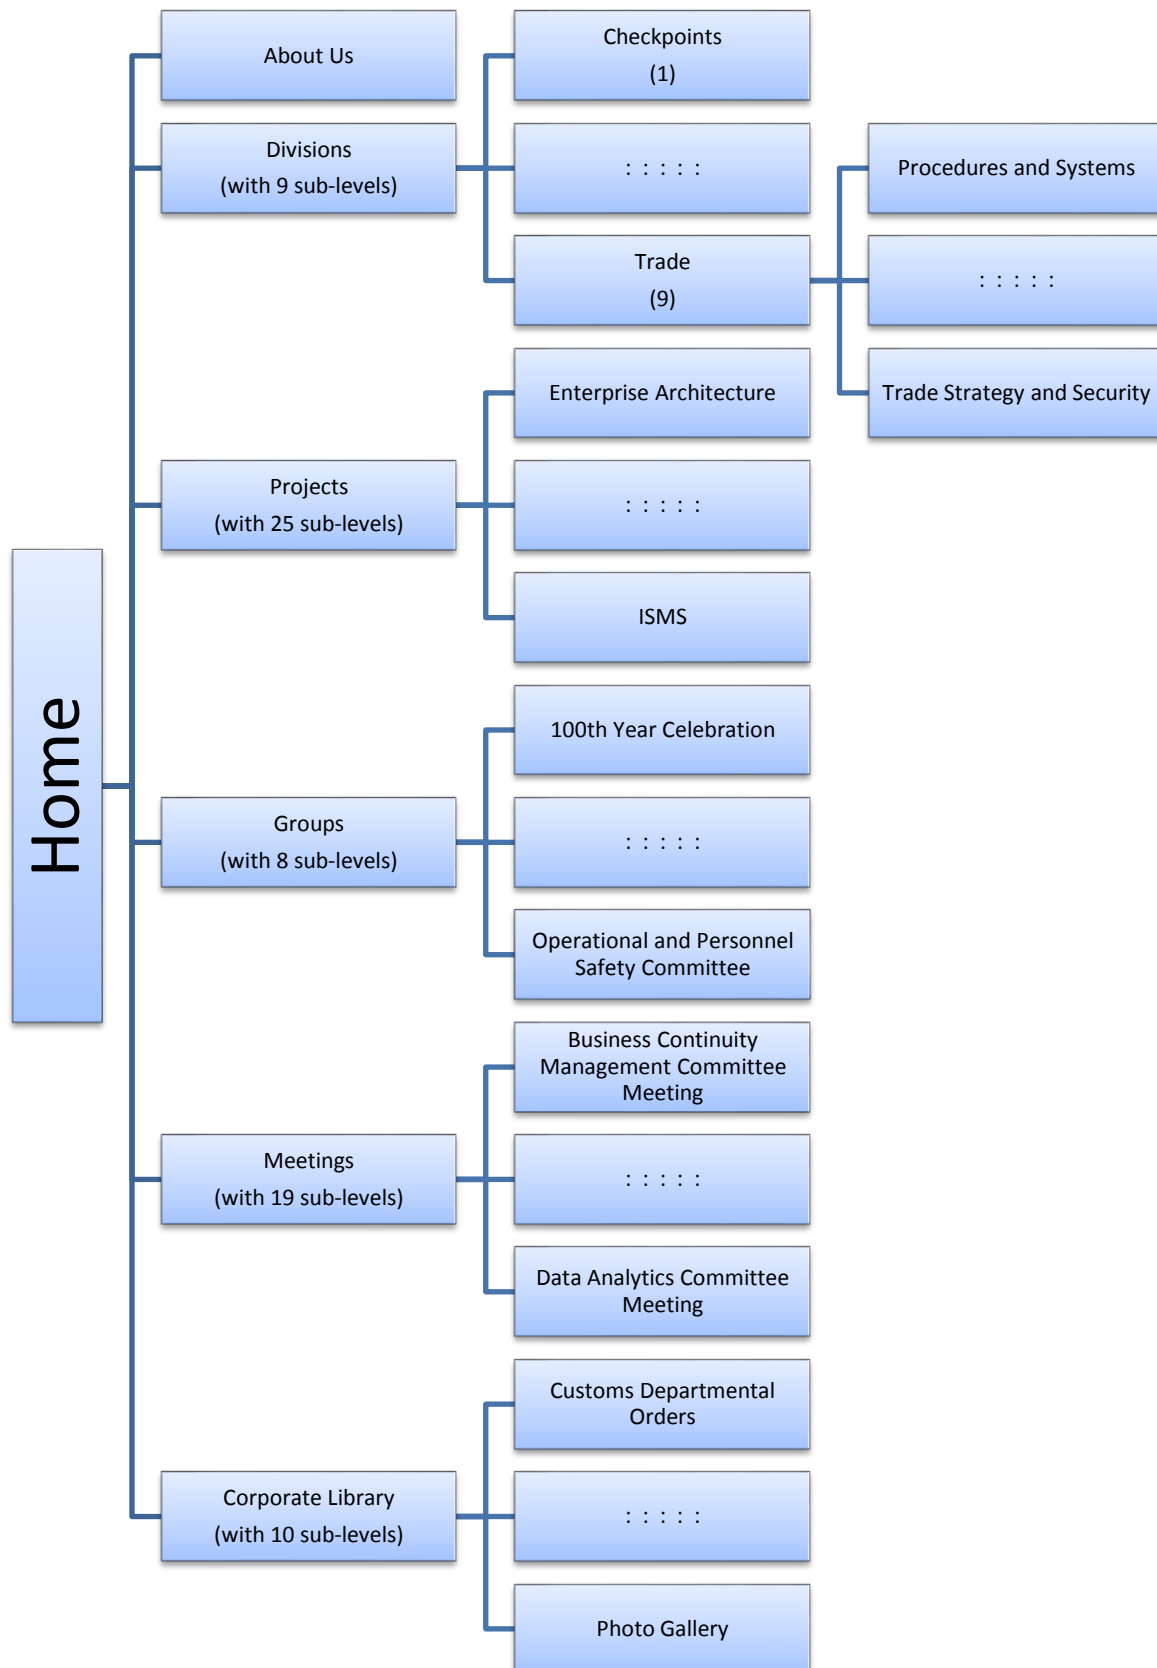 Home
About Us
Divisions
(with 9 sub-levels)
Checkpoints
(1)
: : : : :
Trade
(9)
Procedures and Systems
: : : : :
Trade Strategy and Security
Projects
(with 25 sub-levels)
Enterprise Architecture
: : : : :
ISMS
Groups
(with 8 sub-levels)
100th Year Celebration
: : : : :
Operational and Personnel
Safety Committee
Meetings
(with 19 sub-levels)
Business Continuity
Management Committee
Meeting
: : : : :
Data Analytics Committee
Meeting
Corporate Library
(with 10 sub-levels)
Customs Departmental
Orders
: : : : :
Photo Gallery